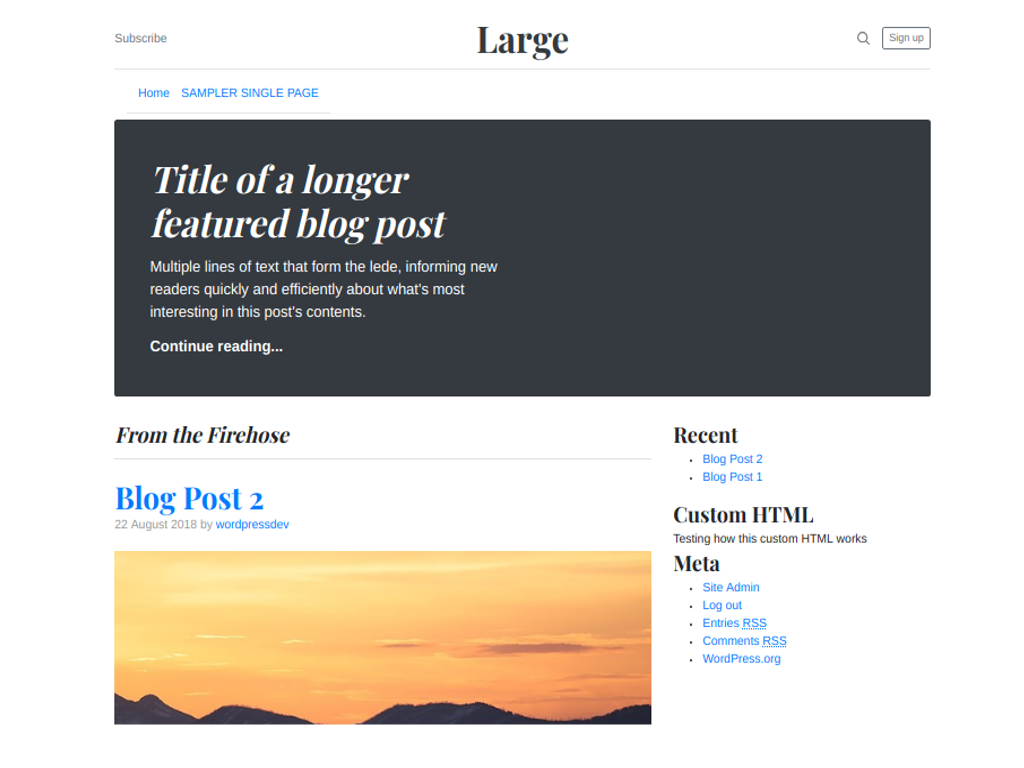 Subscribe
Large
Sign up
Home SAMPLER SINGLE PAGE
Title of a longer
featured blog post
Multiple lines of text that form the lede, informing new
readers quickly and efficiently about what's most
interesting in this post's contents.
Continue reading...
From the Firehose
Blog Post 2
22 August 2018 by wordpressdev
Recent
Blog Post 2
Blog Post 1
Custom HTML
Testing how this custom HTML works
Meta
Site Admin
Log out
Entries RSS
Comments RSS
WordPress.org